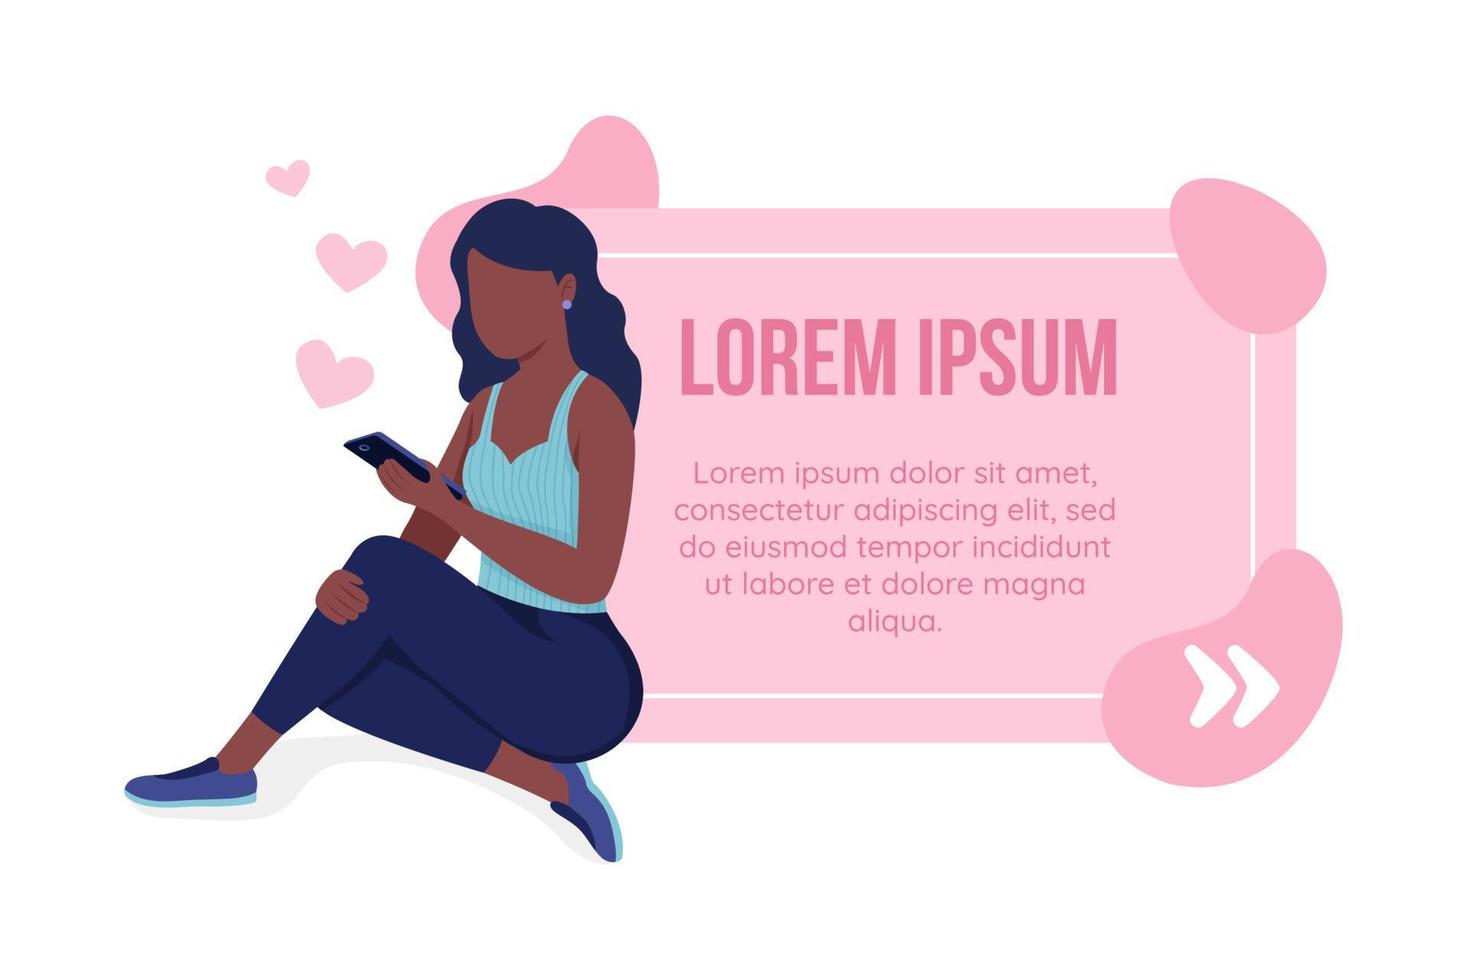 LOREM IPSUM
Lorem ipsum dolor sit amet,
consectetur adipiscing elit, sed
do eiusmod tempor incididunt
ut labore et dolore magna
aliqua.